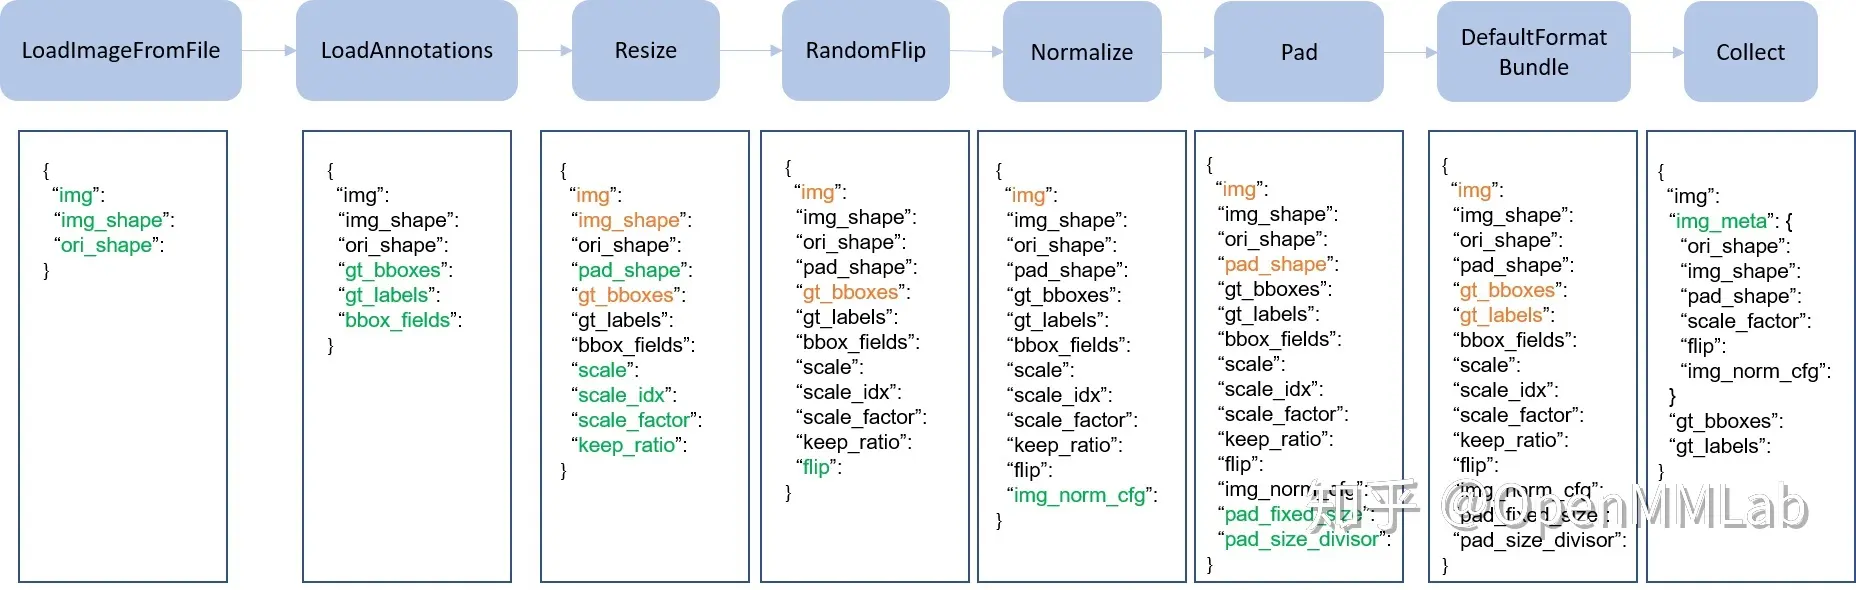 LoadImageFromFile
LoadAnnotations
Resize
RandomFlip
Normalize
Pad
DefaultFormat
Bundle
Collect
{
“img”:
“img_shape”:
“ori_shape”:
}
{
“img”:
“img_shape”:
“ori_shape”:
“gt_bboxes”:
“gt_labels”:
“bbox_fields”:
}
{
“img”:
“img_shape”:
“ori_shape”:
“pad_shape”:
“gt_bboxes”:
“gt_labels”:
“bbox_fields”:
“scale”:
“scale_idx”:
“scale_factor”:
“keep_ratio”:
}
{
“img”:
“img_shape”:
“ori_shape”:
“pad_shape”:
“gt_bboxes”:
“gt_labels”:
“bbox_fields”:
“scale”:
“scale_idx”:
“scale_factor”:
“keep_ratio”:
“flip”:
}
{
“img”:
“img_shape”:
“ori_shape”:
“pad_shape”:
“gt_bboxes”:
“gt_labels”:
“bbox_fields”:
“scale”:
“scale_idx”:
“scale_factor”:
“keep_ratio”:
“flip”:
“img_norm_cfg”:
}
{
“img”:
“img_shape”:
“ori_shape”:
“pad_shape”:
“gt_bboxes”:
“gt_labels”:
“bbox_fields”:
“scale”:
“scale_idx”:
“scale_factor”:
“keep_ratio”:
“flip”:
“img_norm_cfg”:
“pad_fixed_size”:
“pad_size_divisor”:
}
{
“img”:
“img_shape”:
“ori_shape”:
“pad_shape”:
“gt_bboxes”:
“gt_labels”:
“bbox_fields”:
“scale”:
“scale_idx”:
“scale_factor”:
“keep_ratio”:
“flip”:
“img_norm_cfg”:
“pad_fixed_size”:
“pad_size_divisor”:
}
{
“img”:
“img_meta”: {
“ori_shape”:
“img_shape”:
“pad_shape”:
“scale_factor”:
“flip”:
“img_norm_cfg”:
}
“gt_bboxes”:
“gt_labels”:
}
知乎 @OpenMMLab